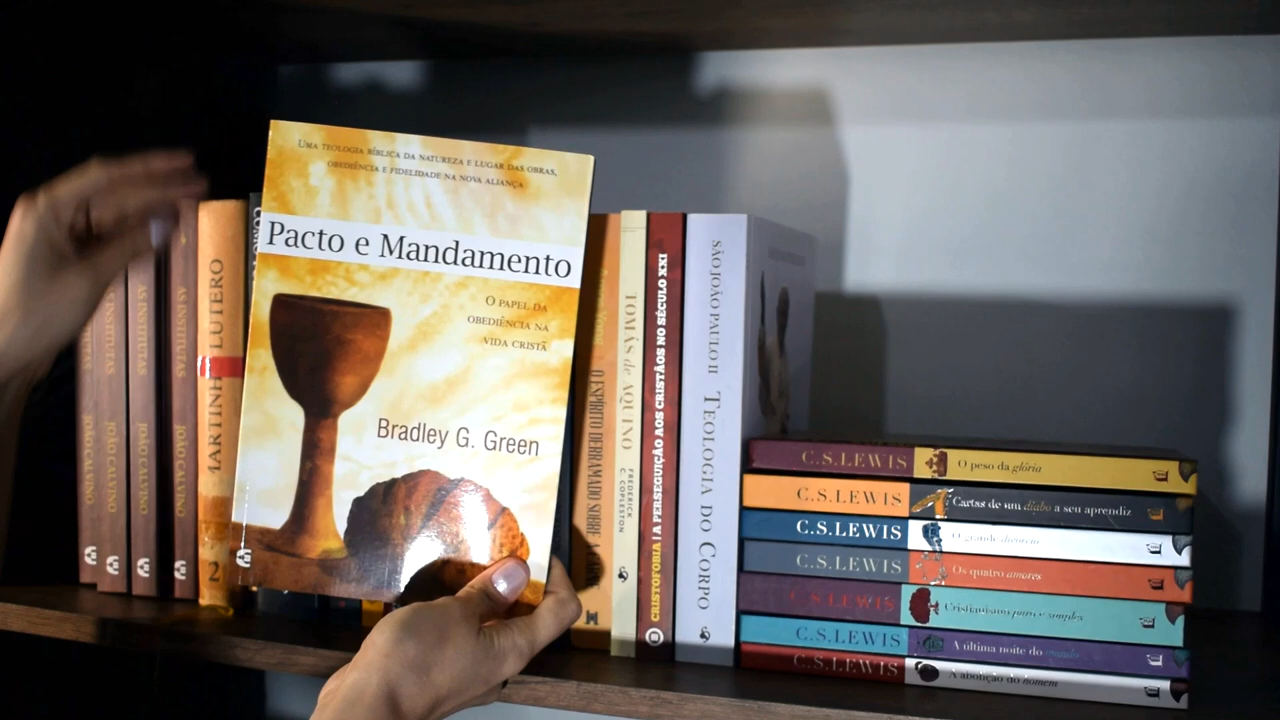 UMA TEOLOGIA BÍBLICA DA NATUREZA E LUGAR DAS OBRAS,
OBEDIÊNCIA E FIDELIDADE NA NOVA ALIANÇA
Pacto e Mandamento
O PAPEL DA
OBEDIÊNCIA NA
VIDA CRISTÃ
Bradley G. Green
AS INSTITUTAS JOÃO CALVINO
AS INSTITUTAS JOÃO CALVINO
JOÃO CALVINO
JOÃO CALVINO
MARTINH LUTERO
2
O ESPÍRITO DERRAMADO SOBRE
TOMÁS de AQUINO
FREDERICK
C. COPLESTON
CRISTOFOBIA | A PERSEGUIÇÃO AOS CRISTÃOS NO SÉCULO XXI
SÃO JOÃO PAULO II TEOLOGIA DO CORPO
C.S.LEWIS O peso da glória
C.S.LEWIS Cartas de um diabo a seu aprendiz
C.S.LEWIS O grande divórcio
C.S.LEWIS Os quatro amores
C.S.LEWIS Cristianismo puro e simples
C.S.LEWIS A última noite do mundo
C.S.LEWIS A abolição do homem